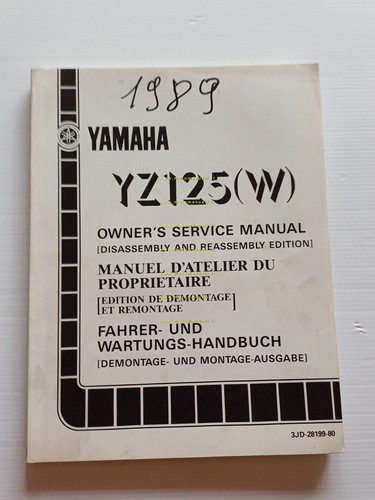 1989
YAMAHA
YZ125(W)
OWNER'S SERVICE MANUAL
[DISASSEMBLY AND REASSEMBLY EDITION]
MANUEL D'ATELIER DU
PROPRIETAIRE
[EDITION DE DEMONTAGE
ET REMONTAGE]
FAHRER- UND
WARTUNGS-HANDBUCH
[DEMONTAGE- UND MONTAGE-AUSGABE]
3JD-28199-80